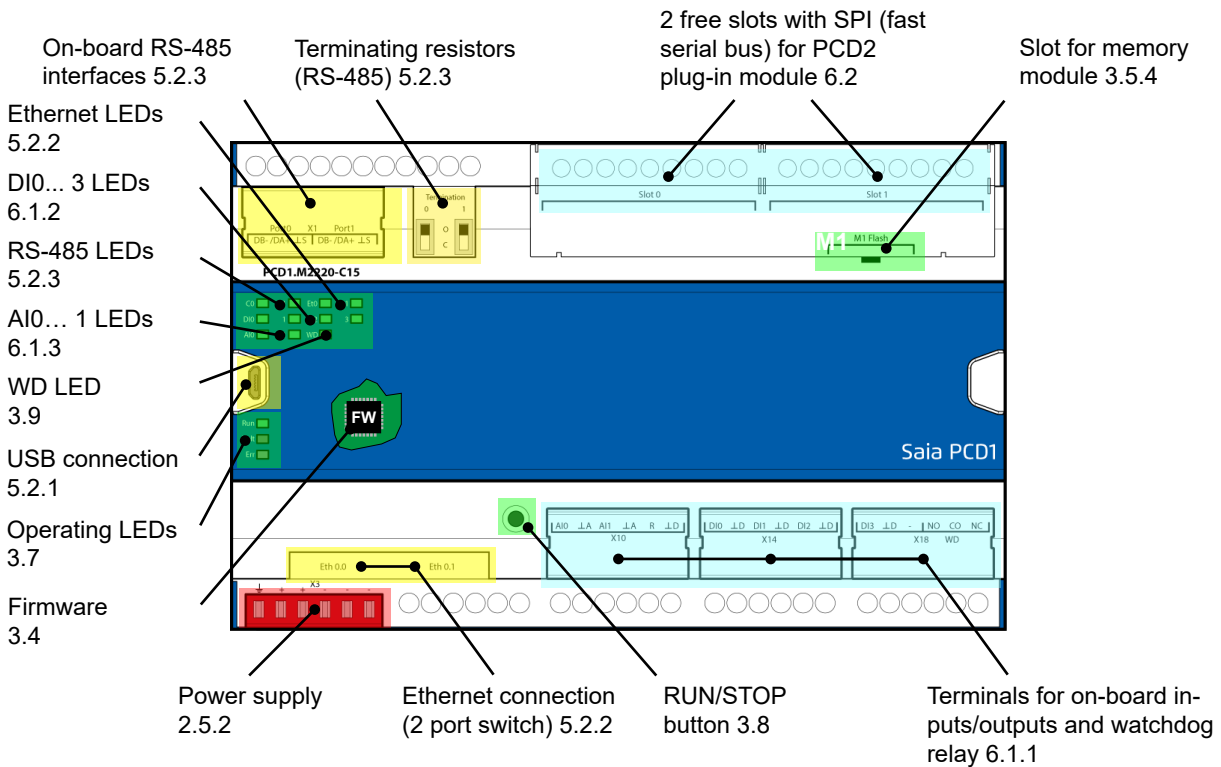 On-board RS-485
interfaces 5.2.3
Terminating resistors
(RS-485) 5.2.3
2 free slots with SPI (fast
serial bus) for PCD2
plug-in module 6.2
Slot for memory
module 3.5.4
Ethernet LEDs
5.2.2
DI0... 3 LEDs
6.1.2
RS-485 LEDs
5.2.3
AI0… 1 LEDs
6.1.3
WD LED
3.9
USB connection
5.2.1
Operating LEDs
3.7
Firmware
3.4
Termination
0 1
O
C
Port0 X1 Port1
DB- /DA+ ⊥S DB- /DA+ ⊥S
PCD1.M2220-C15
Slot 0
Slot 1
M1
M1 Flash
C0 Et0
DI0 1 3
AI0 WD
Run
Err
FW
Saia PCD1
AI0 ⊥A AI1 ⊥A R ⊥D
X10
DI0 ⊥D DI1 ⊥D DI2 ⊥D
X14
DI3 ⊥D - NO CO NC
X18 WD
Eth 0.0 Eth 0.1
X3
+ + - - -
Power supply
2.5.2
Ethernet connection
(2 port switch) 5.2.2
RUN/STOP
button 3.8
Terminals for on-board in-
puts/outputs and watchdog
relay 6.1.1